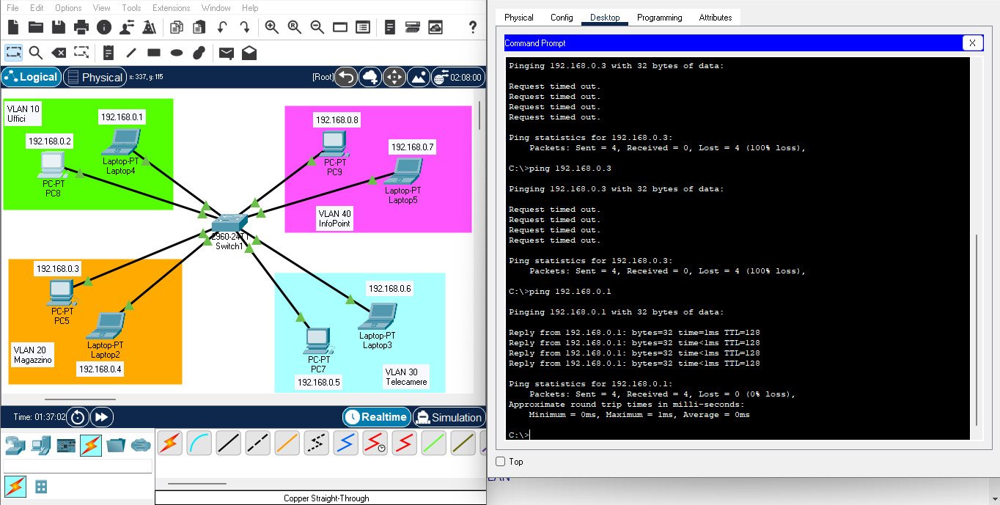 File Edit Options View Tools Extensions Window Help
Logical Physical x: 337, y: 115 [Root] 02:08:00
VLAN 10
Uffici
192.168.0.1
192.168.0.2
Laptop-PT
Laptop4
PC-PT
PC8
192.168.0.8
192.168.0.7
PC-PT
PC9
Laptop-PT
Laptop5
VLAN 40
InfoPoint
2960-24TT
Switch1
192.168.0.3
PC-PT
PC5
Laptop-PT
Laptop2
VLAN 20
Magazzino
192.168.0.4
192.168.0.6
Laptop-PT
Laptop3
PC-PT
PC7
192.168.0.5
VLAN 30
Telecamere
Time: 01:37:02
Realtime Simulation
Copper Straight-Through
Physical Config Desktop Programming Attributes
Command Prompt X
Pinging 192.168.0.3 with 32 bytes of data:
Request timed out.
Request timed out.
Request timed out.
Request timed out.
Ping statistics for 192.168.0.3:
Packets: Sent = 4, Received = 0, Lost = 4 (100% loss),
C:\>ping 192.168.0.3
Pinging 192.168.0.3 with 32 bytes of data:
Request timed out.
Request timed out.
Request timed out.
Request timed out.
Ping statistics for 192.168.0.3:
Packets: Sent = 4, Received = 0, Lost = 4 (100% loss),
C:\>ping 192.168.0.1
Pinging 192.168.0.1 with 32 bytes of data:
Reply from 192.168.0.1: bytes=32 time=1ms TTL=128
Reply from 192.168.0.1: bytes=32 time<1ms TTL=128
Reply from 192.168.0.1: bytes=32 time<1ms TTL=128
Reply from 192.168.0.1: bytes=32 time<1ms TTL=128
Ping statistics for 192.168.0.1:
Packets: Sent = 4, Received = 4, Lost = 0 (0% loss),
Approximate round trip times in milli-seconds:
Minimum = 0ms, Maximum = 1ms, Average = 0ms
C:\>
Top